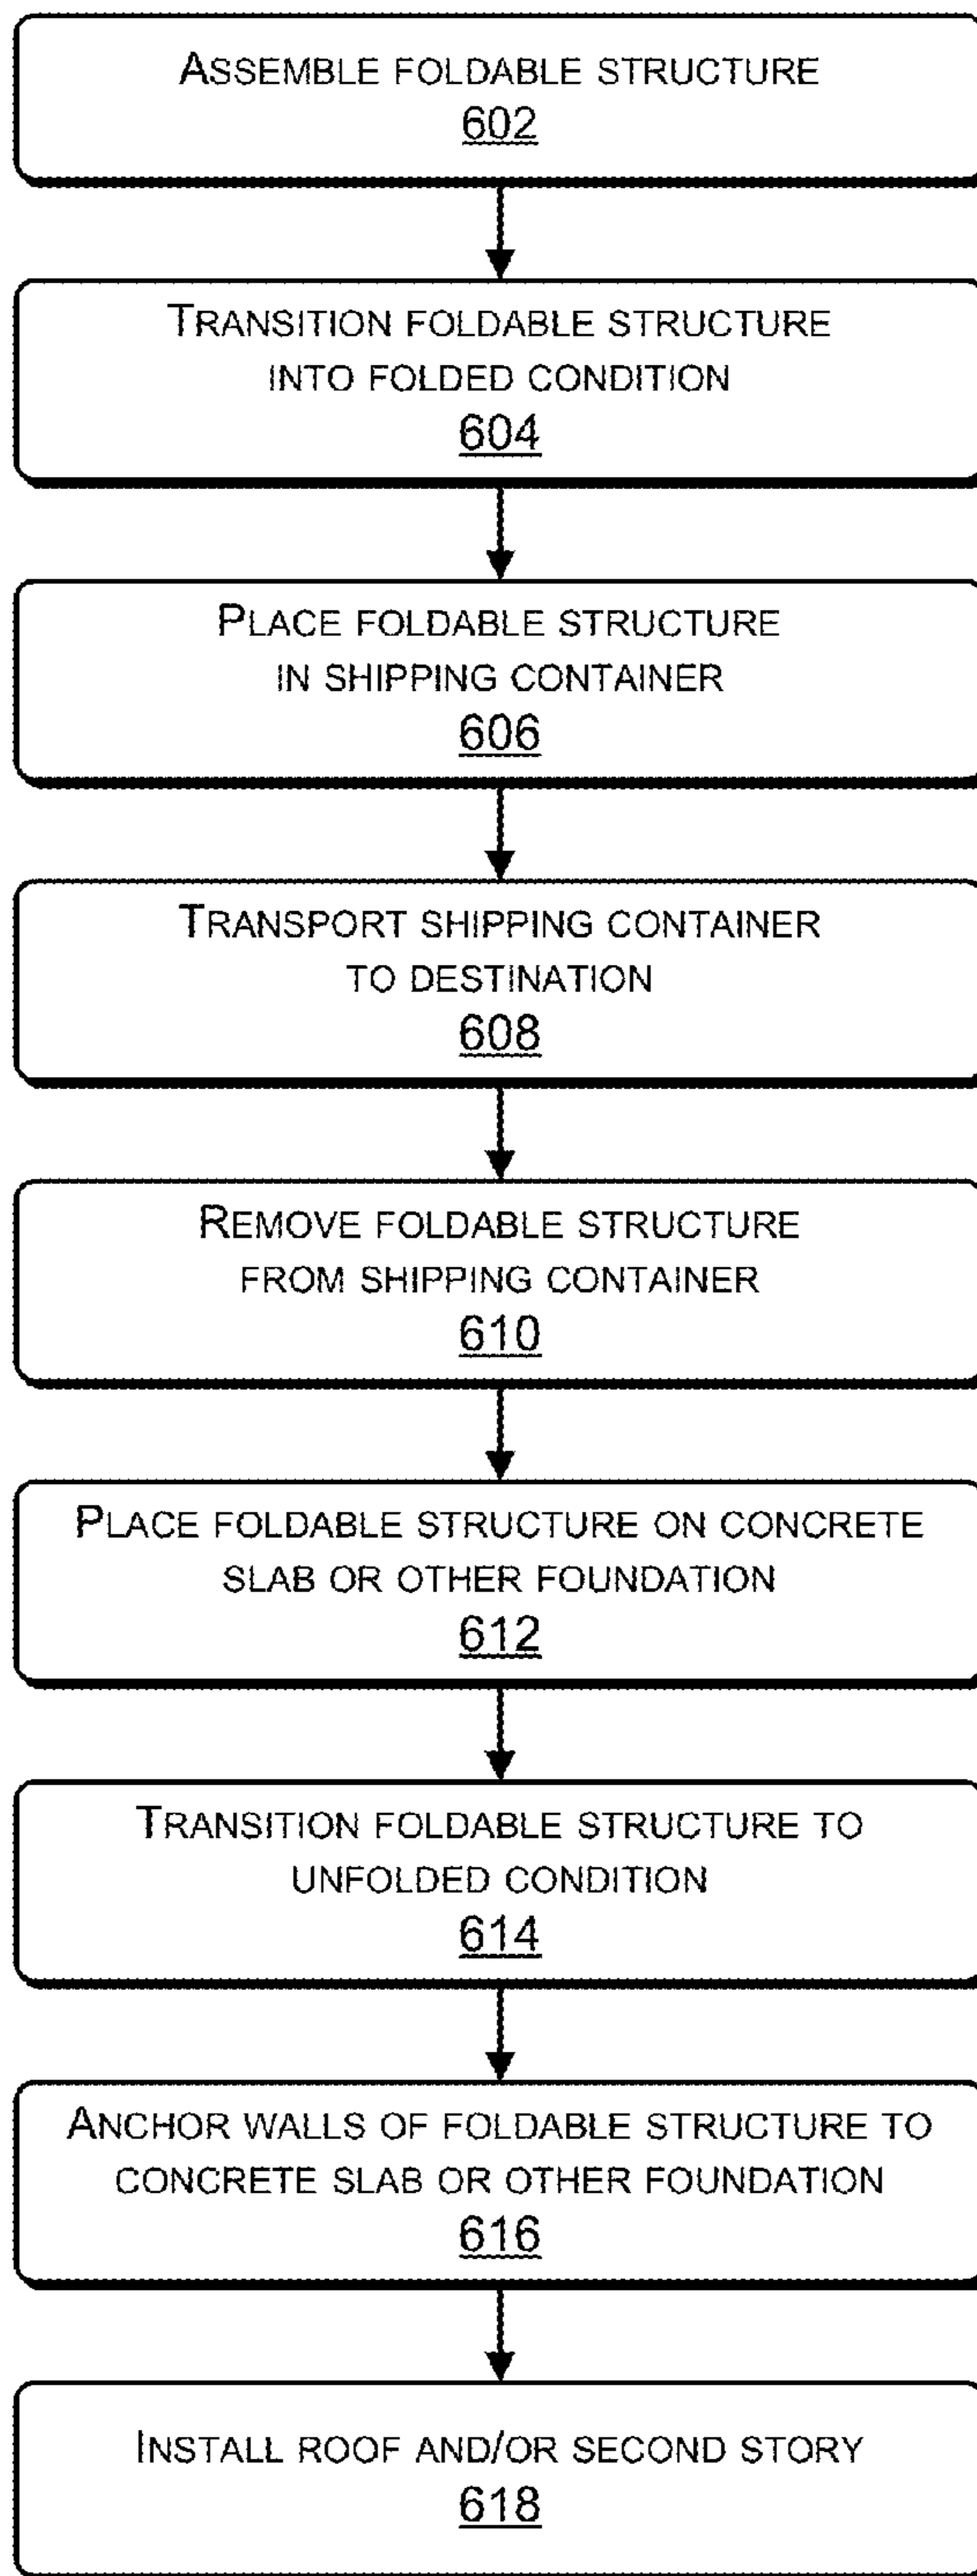 ASSEMBLE FOLDABLE STRUCTURE
602
TRANSITION FOLDABLE STRUCTURE
INTO FOLDED CONDITION
604
PLACE FOLDABLE STRUCTURE
IN SHIPPING CONTAINER
606
TRANSPORT SHIPPING CONTAINER
TO DESTINATION
608
REMOVE FOLDABLE STRUCTURE
FROM SHIPPING CONTAINER
610
PLACE FOLDABLE STRUCTURE ON CONCRETE
SLAB OR OTHER FOUNDATION
612
TRANSITION FOLDABLE STRUCTURE TO
UNFOLDED CONDITION
614
ANCHOR WALLS OF FOLDABLE STRUCTURE TO
CONCRETE SLAB OR OTHER FOUNDATION
616
INSTALL ROOF AND/OR SECOND STORY
618